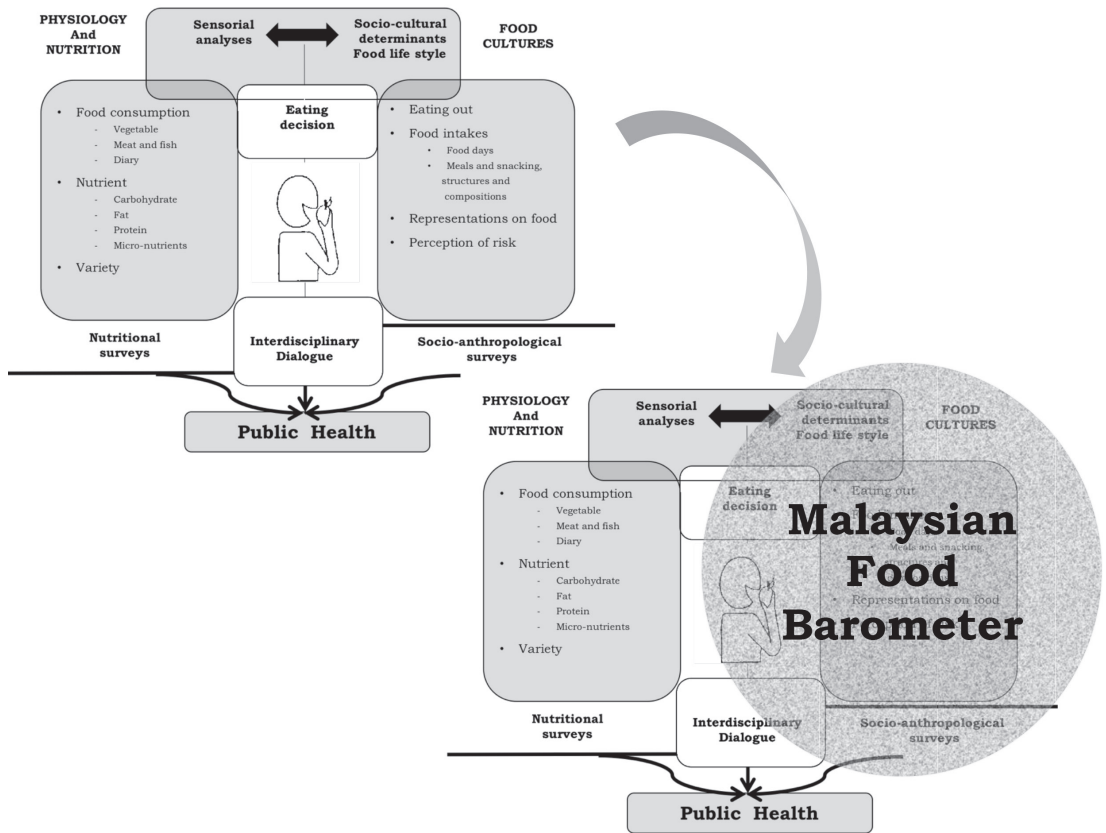 PHYSIOLOGY
And
NUTRITION
Sensorial
analyses
Socio-cultural
determinants
Food life style
FOOD
CULTURES
• Food consumption
- Vegetable
- Meat and fish
- Diary
• Nutrient
- Carbohydrate
- Fat
- Protein
- Micro-nutrients
• Variety
Eating
decision
• Eating out
• Food intakes
• Food days
• Meals and snacking,
structures and
compositions
• Representations on food
• Perception of risk
Nutritional
surveys
Interdisciplinary
Dialogue
Socio-anthropological
surveys
Public Health
PHYSIOLOGY
And
NUTRITION
Sensorial
analyses
Socio-cultural
determinants
Food life style
FOOD
CULTURES
• Food consumption
- Vegetable
- Meat and fish
- Diary
• Nutrient
- Carbohydrate
- Fat
- Protein
- Micro-nutrients
• Variety
Eating
decision
• Eating out
• Meals and snacking,
• Representations on food
Malaysian
Food
Barometer
Nutritional
surveys
Interdisciplinary
Dialogue
Socio-anthropological
surveys
Public Health